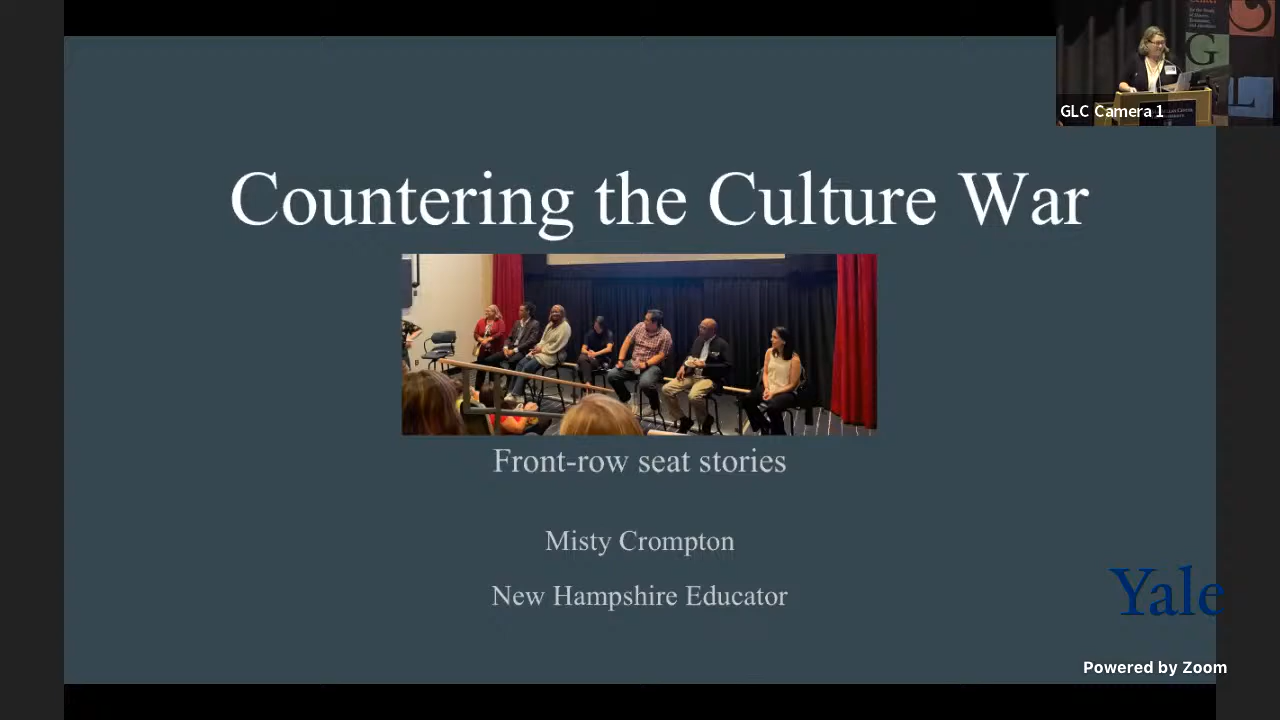 GLC Camera 1
Countering the Culture War
Front-row seat stories
Misty Crompton
New Hampshire Educator
Yale
Powered by Zoom